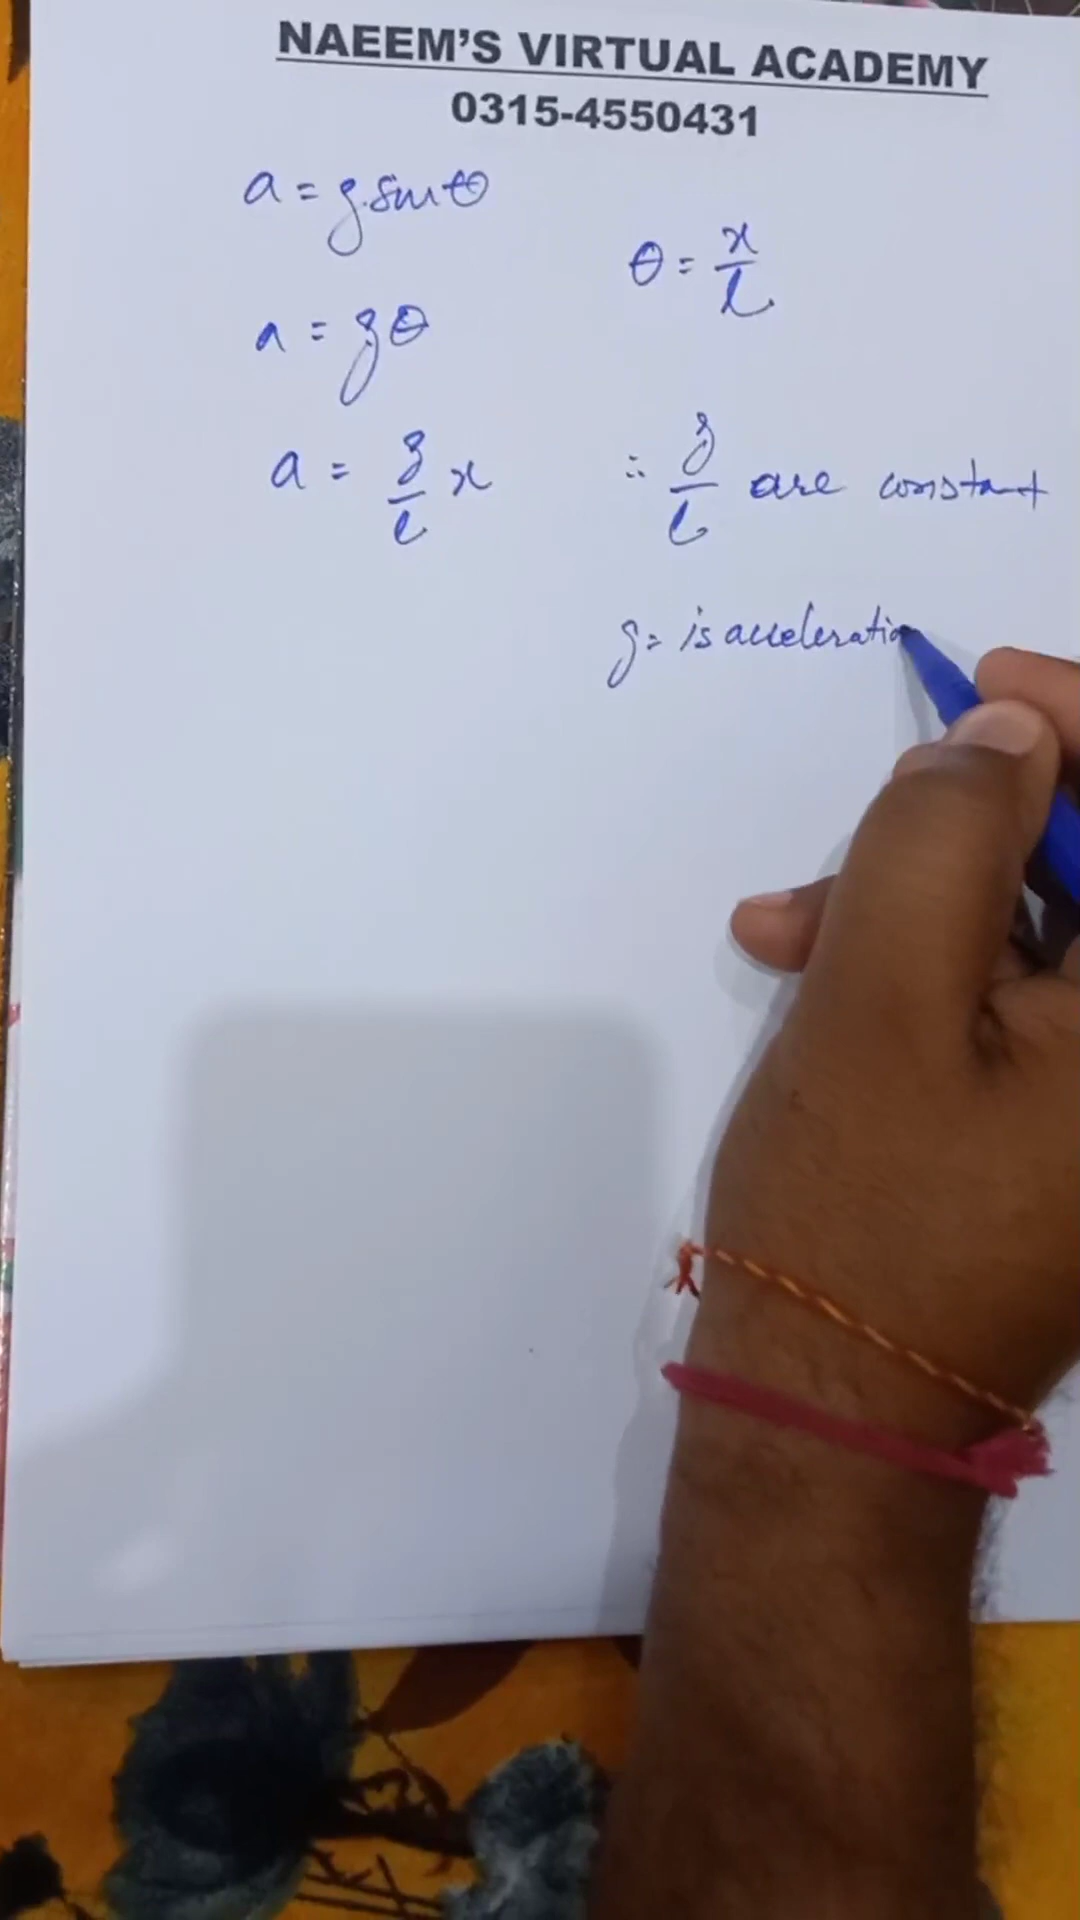 NAEEM'S VIRTUAL ACADEMY
0315-4550431
a = g.sinθ
θ = x/l
a = gθ
a = g/l x
∴ g/l are constant
g = is acceleration